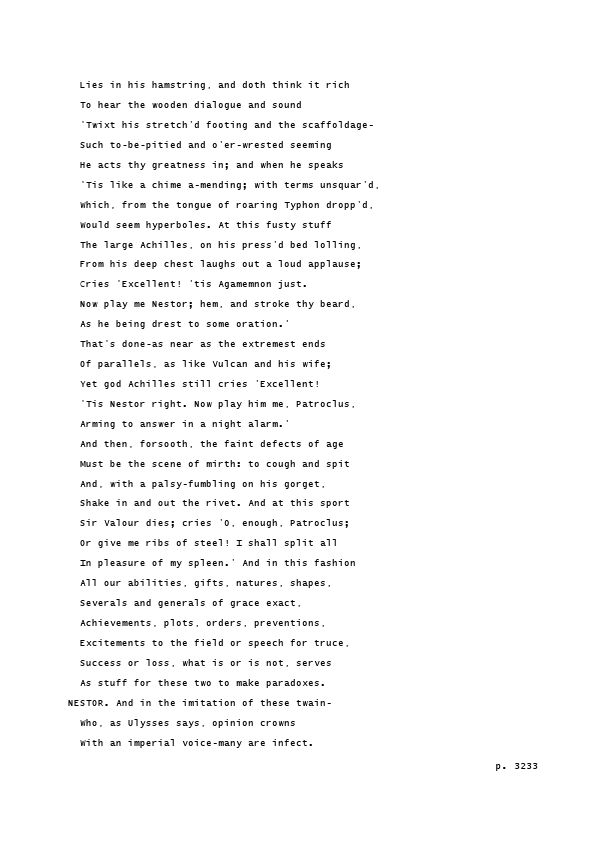 Lies in his hamstring, and doth think it rich
To hear the wooden dialogue and sound
'Twixt his stretch'd footing and the scaffoldage-
Such to-be-pitied and o'er-wrested seeming
He acts thy greatness in; and when he speaks
'Tis like a chime a-mending; with terms unsquar'd,
Which, from the tongue of roaring Typhon dropp'd,
Would seem hyperboles. At this fusty stuff
The large Achilles, on his press'd bed lolling,
From his deep chest laughs out a loud applause;
Cries 'Excellent! 'tis Agamemnon just.
Now play me Nestor; hem, and stroke thy beard,
As he being drest to some oration.'
That's done-as near as the extremest ends
Of parallels, as like Vulcan and his wife;
Yet god Achilles still cries 'Excellent!
'Tis Nestor right. Now play him me, Patroclus,
Arming to answer in a night alarm.'
And then, forsooth, the faint defects of age
Must be the scene of mirth: to cough and spit
And, with a palsy-fumbling on his gorget,
Shake in and out the rivet. And at this sport
Sir Valour dies; cries 'O, enough, Patroclus;
Or give me ribs of steel! I shall split all
In pleasure of my spleen.' And in this fashion
All our abilities, gifts, natures, shapes,
Severals and generals of grace exact,
Achievements, plots, orders, preventions,
Excitements to the field or speech for truce,
Success or loss, what is or is not, serves
As stuff for these two to make paradoxes.
NESTOR. And in the imitation of these twain-
Who, as Ulysses says, opinion crowns
With an imperial voice-many are infect.
p. 3233